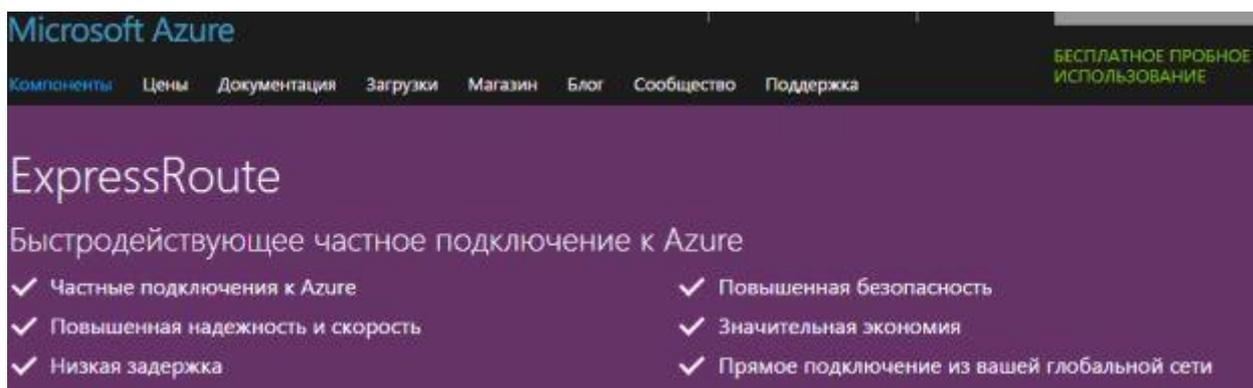 Microsoft Azure
БЕСПЛАТНОЕ ПРОБНОЕ
ИСПОЛЬЗОВАНИЕ
Компоненты Цены Документация Загрузки Магазин Блог Сообщество Поддержка
ExpressRoute
Быстродействующее частное подключение к Azure
Частные подключения к Azure
Повышенная надежность и скорость
Низкая задержка
Повышенная безопасность
Значительная экономия
Прямое подключение из вашей глобальной сети